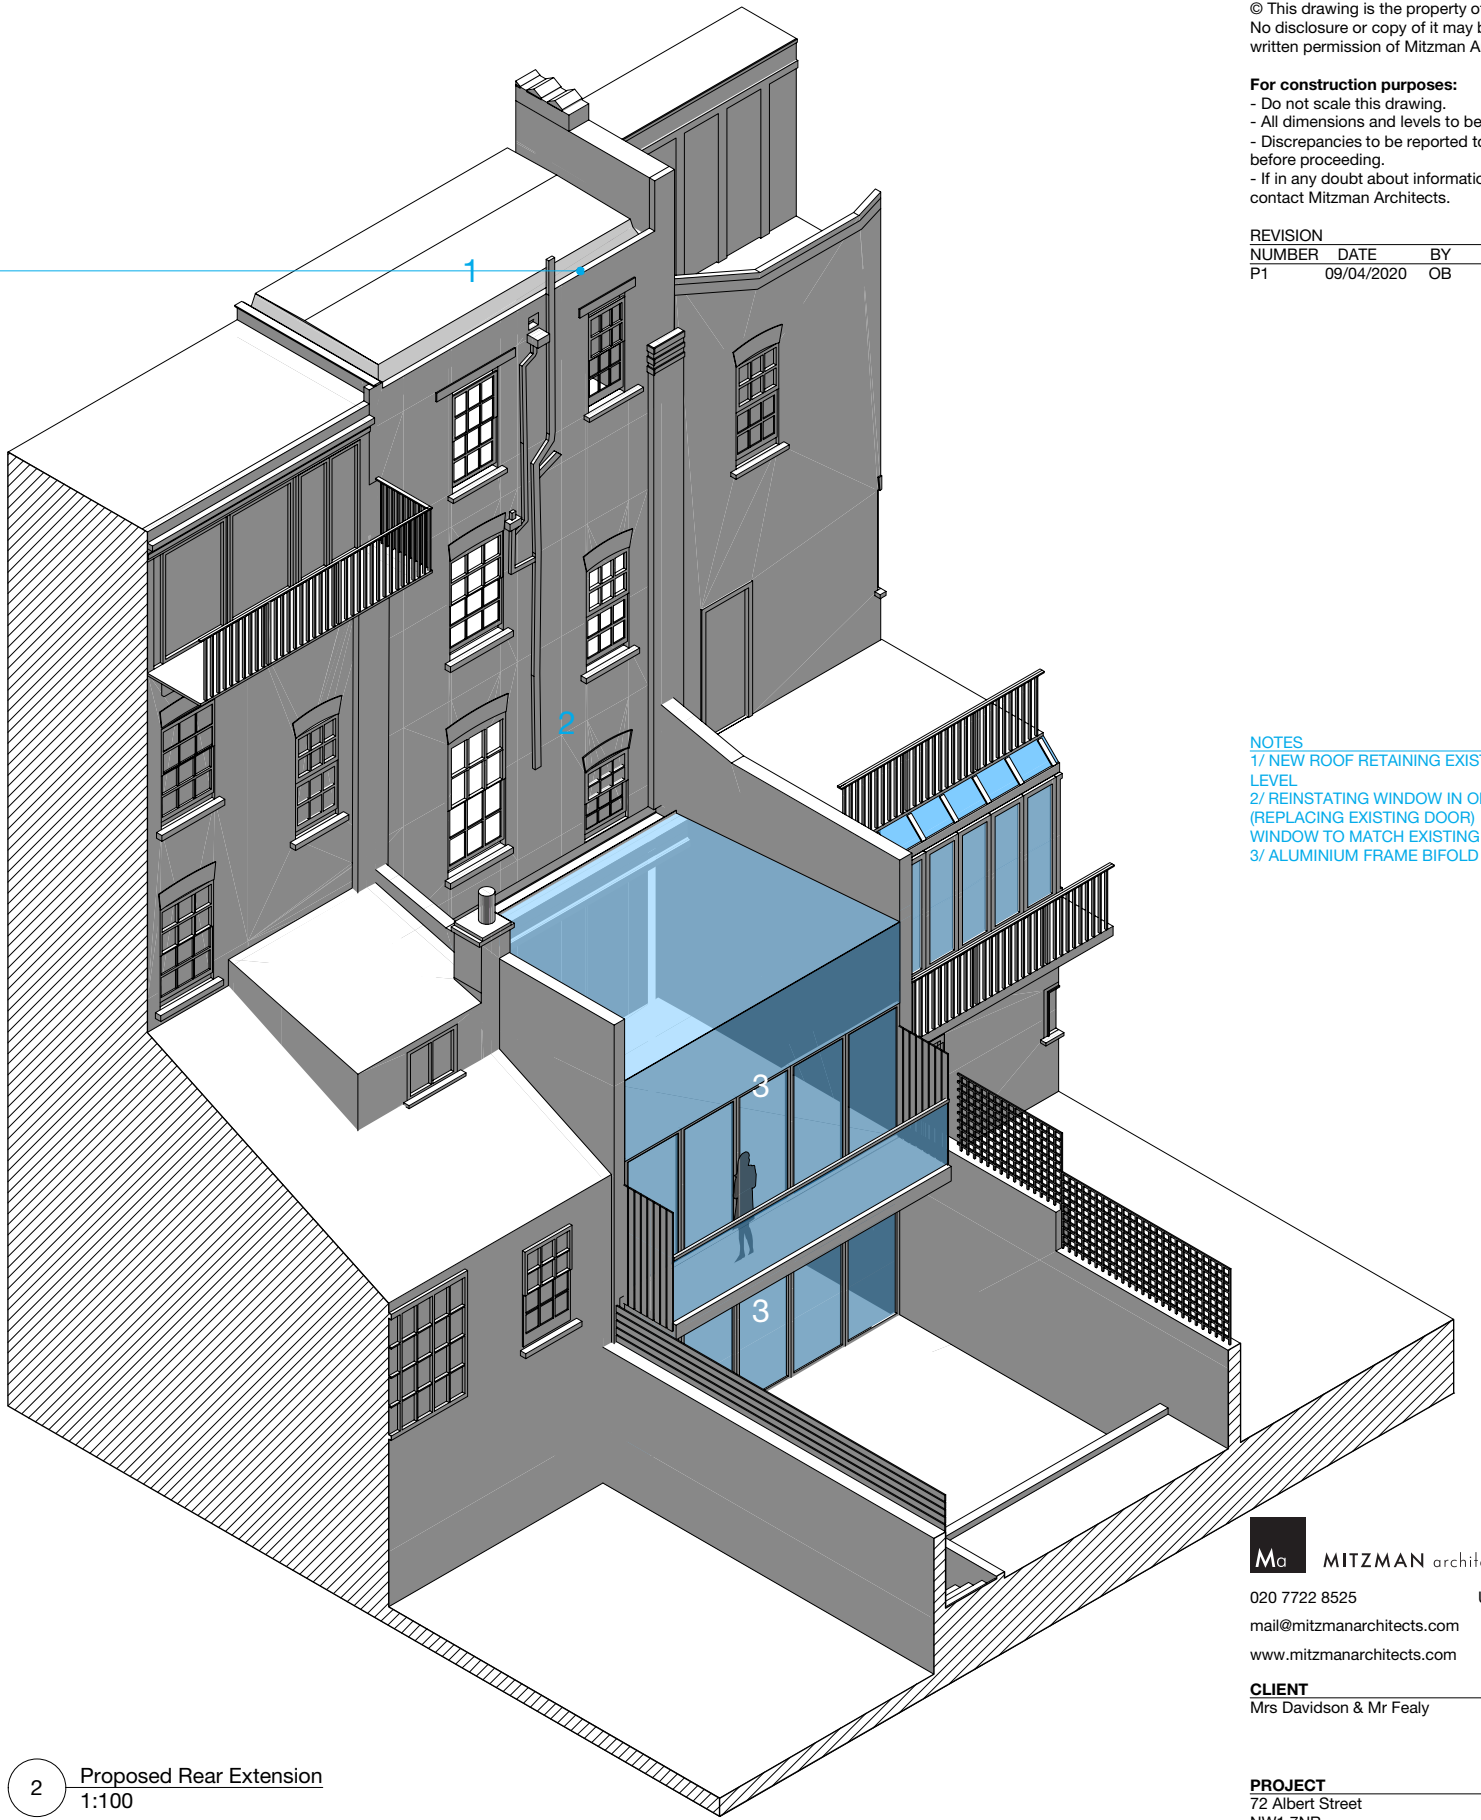 © This drawing is the property of
No disclosure or copy of it may
written permission of Mitzman
For construction purposes:
- Do not scale this drawing.
- All dimensions and levels to be
- Discrepancies to be reported
before proceeding.
- If in any doubt about
contact Mitzman Architects.
REVISION
NUMBER DATE BY
P1 09/04/2020 OB
1
2
NOTES
1/ NEW ROOF RETAINING
LEVEL
2/ REINSTATING WINDOW IN
(REPLACING EXISTING DOOR)
WINDOW TO MATCH EXISTING
3/ ALUMINIUM FRAME BIFOLD
3
3
Ma MITZMAN
020 7722 8525
mail@mitzmanarchitects.com
www.mitzmanarchitects.com
CLIENT
Mrs Davidson & Mr Fealy
2 Proposed Rear Extension
1:100
PROJECT
72 Albert Street